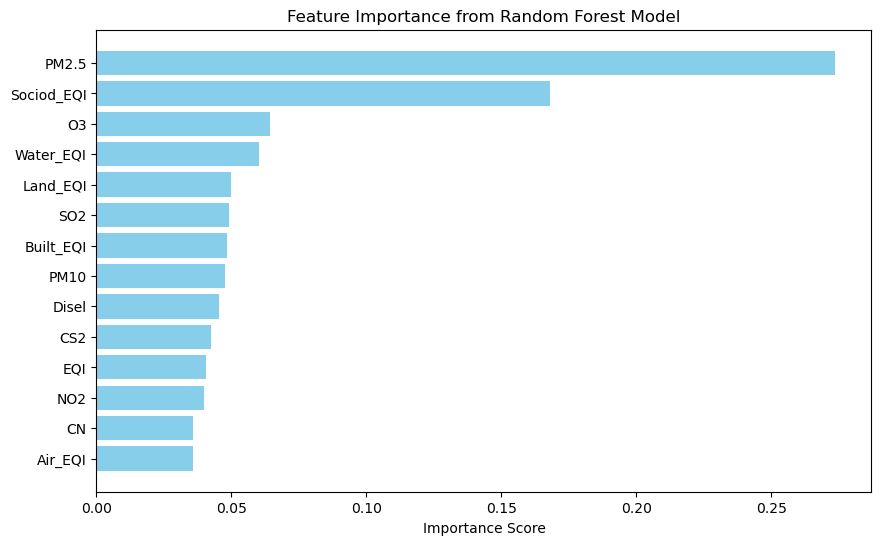 Feature Importance from Random Forest Model
PM2.5
Sociod_EQI
O3
Water_EQI
Land_EQI
SO2
Built_EQI
PM10
Disel
CS2
EQI
NO2
CN
Air_EQI
0.00 0.05 0.10 0.15 0.20 0.25
Importance Score